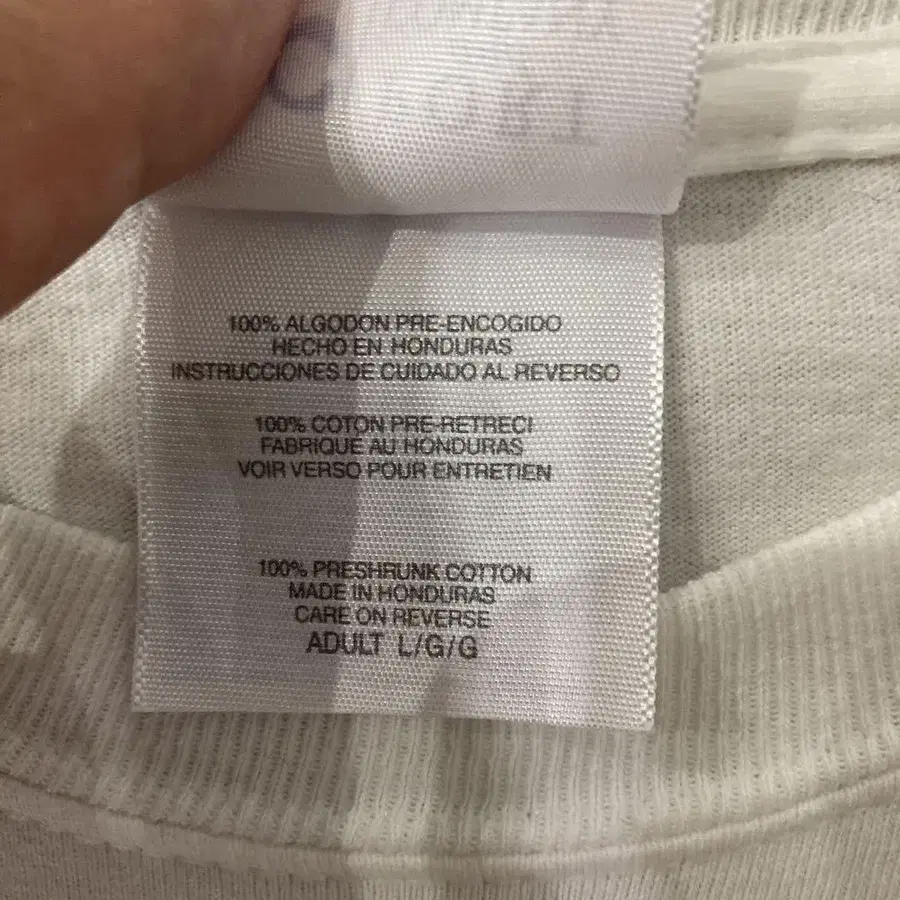 100% ALGODON PRE-ENCOGIDO
HECHO EN HONDURAS
INSTRUCCIONES DE CUIDADO AL REVERSO
100% COTON PRE-RETRECI
FABRIQUE AU HONDURAS
VOIR VERSO POUR ENTRETIEN
100% PRESHRUNK COTTON
MADE IN HONDURAS
CARE ON REVERSE
ADULT L/G/G